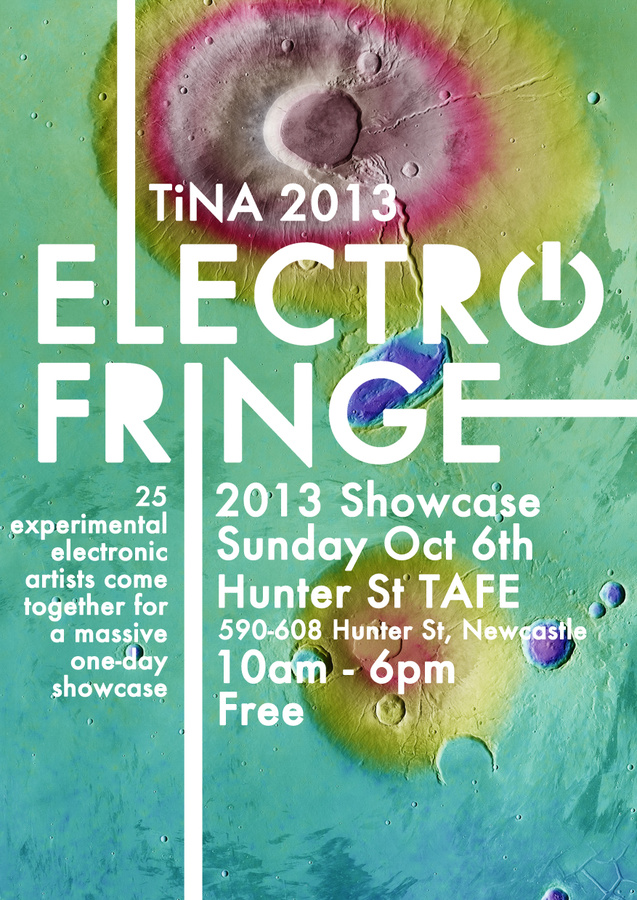 TiNA 2013
ELECTRO
FRINGE
25
experimental
electronic
artists come
together for
a massive
one-day
showcase
2013 Showcase
Sunday Oct 6th
Hunter St TAFE
590-608 Hunter St, Newcastle
10am - 6pm
Free